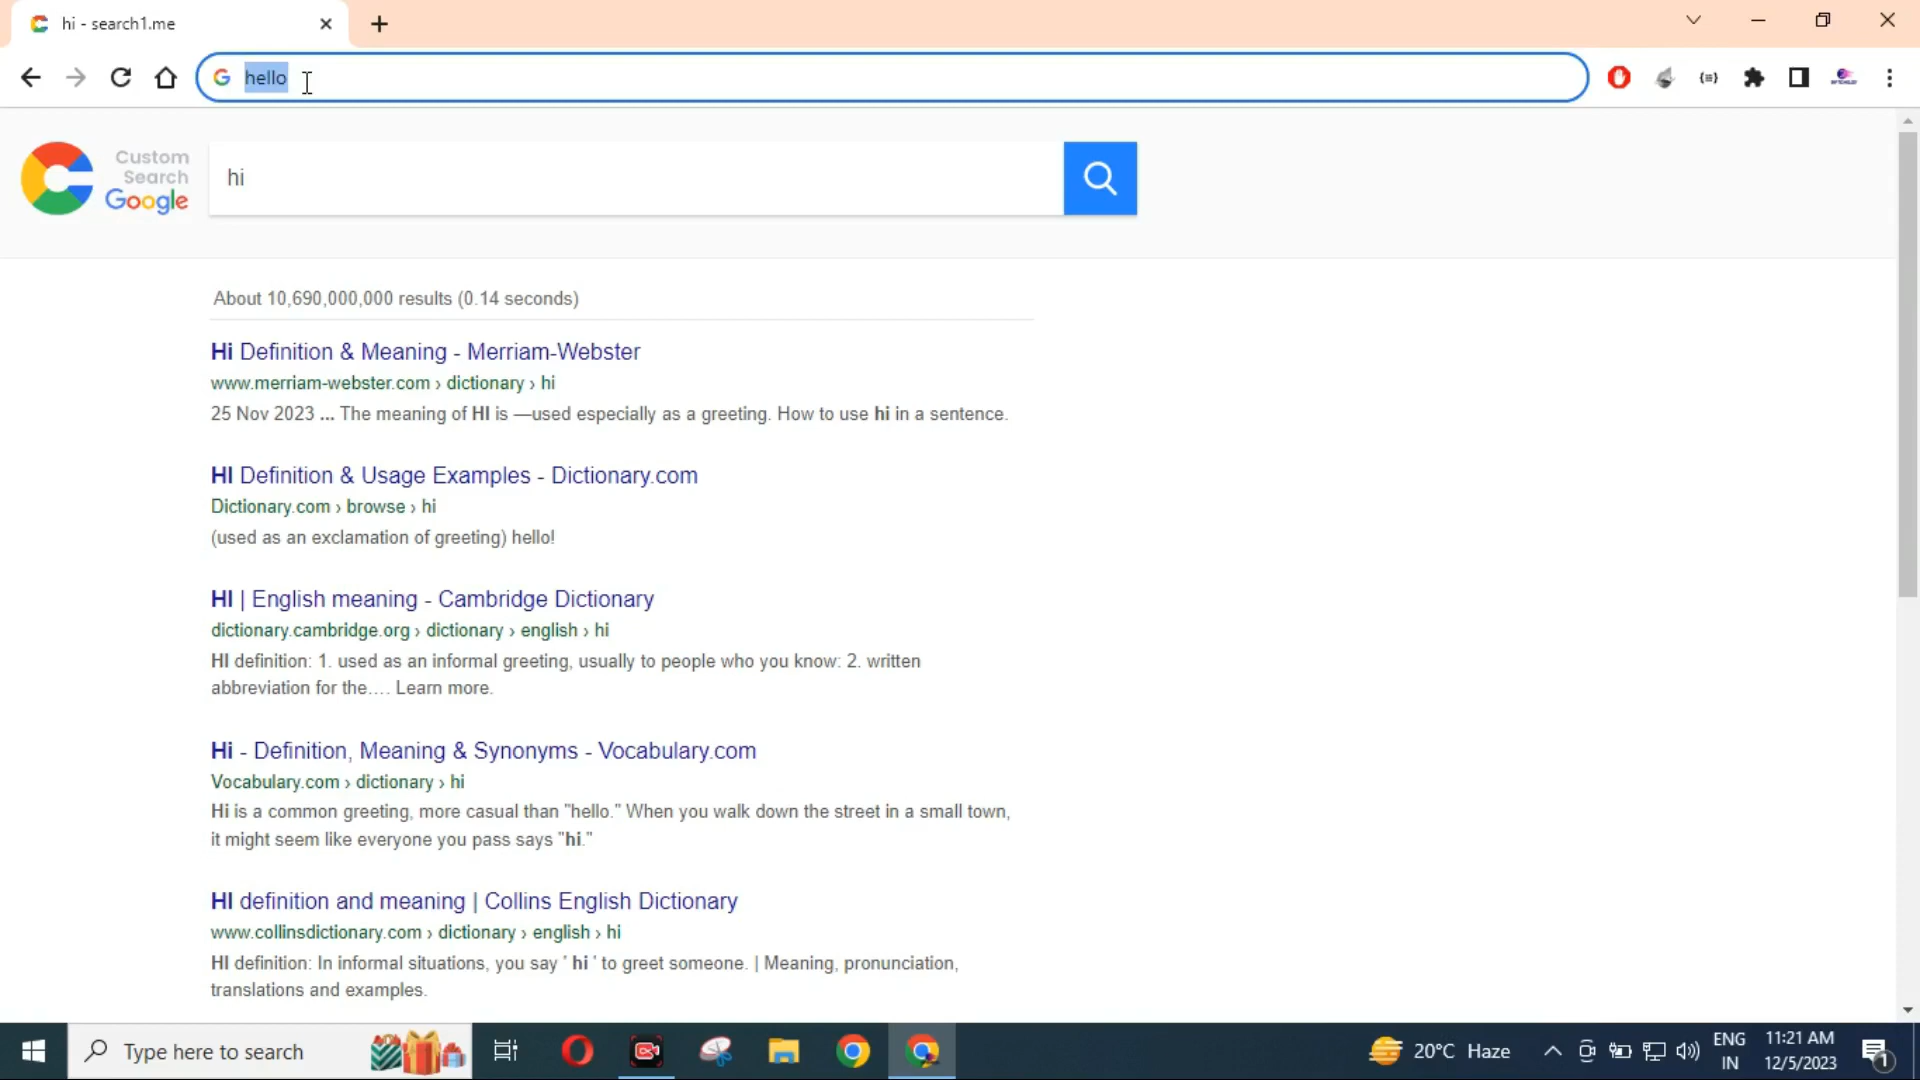 hi - search1.me
hello
Custom
Search
Google
hi
About 10,690,000,000 results (0.14 seconds)
Hi Definition & Meaning - Merriam-Webster
www.merriam-webster.com › dictionary › hi
25 Nov 2023 ... The meaning of HI is —used especially as a greeting. How to use hi in a sentence.
HI Definition & Usage Examples - Dictionary.com
Dictionary.com › browse › hi
(used as an exclamation of greeting) hello!
HI | English meaning - Cambridge Dictionary
dictionary.cambridge.org › dictionary › english › hi
HI definition: 1. used as an informal greeting, usually to people who you know: 2. written
abbreviation for the…. Learn more.
Hi - Definition, Meaning & Synonyms - Vocabulary.com
Vocabulary.com › dictionary › hi
Hi is a common greeting, more casual than "hello." When you walk down the street in a small town,
it might seem like everyone you pass says "hi."
HI definition and meaning | Collins English Dictionary
www.collinsdictionary.com › dictionary › english › hi
HI definition: In informal situations, you say ' hi ' to greet someone. | Meaning, pronunciation,
translations and examples.
Type here to search
20°C Haze
ENG
IN
11:21 AM
12/5/2023
1